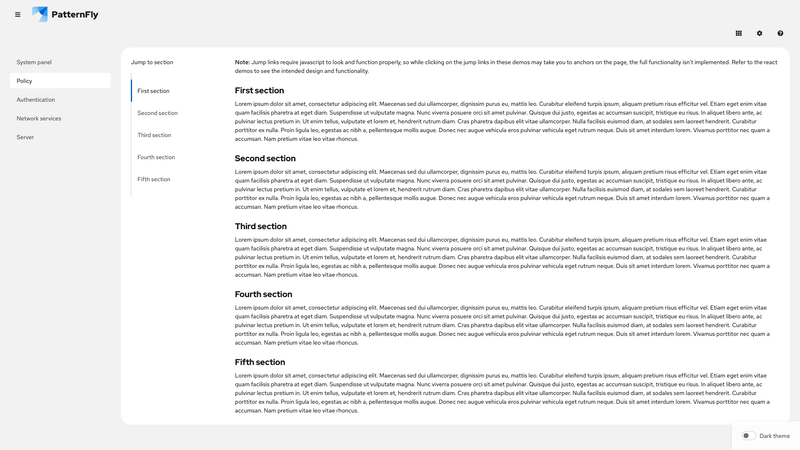 PatternFly
System panel
Policy
Authentication
Network services
Server
Jump to section
First section
Second section
Third section
Fourth section
Fifth section
Note: Jump links require javascript to look and function properly, so while clicking on the jump links in these demos may take you to anchors on the page, the full functionality isn't implemented. Refer to the react
demos to see the intended design and functionality.
First section
Lorem ipsum dolor sit amet, consectetur adipiscing elit. Maecenas sed dui ullamcorper, dignissim purus eu, mattis leo. Curabitur eleifend turpis ipsum, aliquam pretium risus efficitur vel. Etiam eget enim vitae
quam facilisis pharetra at eget diam. Suspendisse ut vulputate magna. Nunc viverra posuere orci sit amet pulvinar. Quisque dui justo, egestas ac accumsan suscipit, tristique eu risus. In aliquet libero ante, ac
pulvinar lectus pretium in. Ut enim tellus, vulputate et lorem et, hendrerit rutrum diam. Cras pharetra dapibus elit vitae ullamcorper. Nulla facilisis euismod diam, at sodales sem laoreet hendrerit. Curabitur
porttitor ex nulla. Proin ligula leo, egestas ac nibh a, pellentesque mollis augue. Donec nec augue vehicula eros pulvinar vehicula eget rutrum neque. Duis sit amet interdum lorem. Vivamus porttitor nec quam a
accumsan. Nam pretium vitae leo vitae rhoncus.
Second section
Lorem ipsum dolor sit amet, consectetur adipiscing elit. Maecenas sed dui ullamcorper, dignissim purus eu, mattis leo. Curabitur eleifend turpis ipsum, aliquam pretium risus efficitur vel. Etiam eget enim vitae
quam facilisis pharetra at eget diam. Suspendisse ut vulputate magna. Nunc viverra posuere orci sit amet pulvinar. Quisque dui justo, egestas ac accumsan suscipit, tristique eu risus. In aliquet libero ante, ac
pulvinar lectus pretium in. Ut enim tellus, vulputate et lorem et, hendrerit rutrum diam. Cras pharetra dapibus elit vitae ullamcorper. Nulla facilisis euismod diam, at sodales sem laoreet hendrerit. Curabitur
porttitor ex nulla. Proin ligula leo, egestas ac nibh a, pellentesque mollis augue. Donec nec augue vehicula eros pulvinar vehicula eget rutrum neque. Duis sit amet interdum lorem. Vivamus porttitor nec quam a
accumsan. Nam pretium vitae leo vitae rhoncus.
Third section
Lorem ipsum dolor sit amet, consectetur adipiscing elit. Maecenas sed dui ullamcorper, dignissim purus eu, mattis leo. Curabitur eleifend turpis ipsum, aliquam pretium risus efficitur vel. Etiam eget enim vitae
quam facilisis pharetra at eget diam. Suspendisse ut vulputate magna. Nunc viverra posuere orci sit amet pulvinar. Quisque dui justo, egestas ac accumsan suscipit, tristique eu risus. In aliquet libero ante, ac
pulvinar lectus pretium in. Ut enim tellus, vulputate et lorem et, hendrerit rutrum diam. Cras pharetra dapibus elit vitae ullamcorper. Nulla facilisis euismod diam, at sodales sem laoreet hendrerit. Curabitur
porttitor ex nulla. Proin ligula leo, egestas ac nibh a, pellentesque mollis augue. Donec nec augue vehicula eros pulvinar vehicula eget rutrum neque. Duis sit amet interdum lorem. Vivamus porttitor nec quam a
accumsan. Nam pretium vitae leo vitae rhoncus.
Fourth section
Lorem ipsum dolor sit amet, consectetur adipiscing elit. Maecenas sed dui ullamcorper, dignissim purus eu, mattis leo. Curabitur eleifend turpis ipsum, aliquam pretium risus efficitur vel. Etiam eget enim vitae
quam facilisis pharetra at eget diam. Suspendisse ut vulputate magna. Nunc viverra posuere orci sit amet pulvinar. Quisque dui justo, egestas ac accumsan suscipit, tristique eu risus. In aliquet libero ante, ac
pulvinar lectus pretium in. Ut enim tellus, vulputate et lorem et, hendrerit rutrum diam. Cras pharetra dapibus elit vitae ullamcorper. Nulla facilisis euismod diam, at sodales sem laoreet hendrerit. Curabitur
porttitor ex nulla. Proin ligula leo, egestas ac nibh a, pellentesque mollis augue. Donec nec augue vehicula eros pulvinar vehicula eget rutrum neque. Duis sit amet interdum lorem. Vivamus porttitor nec quam a
accumsan. Nam pretium vitae leo vitae rhoncus.
Fifth section
Lorem ipsum dolor sit amet, consectetur adipiscing elit. Maecenas sed dui ullamcorper, dignissim purus eu, mattis leo. Curabitur eleifend turpis ipsum, aliquam pretium risus efficitur vel. Etiam eget enim vitae
quam facilisis pharetra at eget diam. Suspendisse ut vulputate magna. Nunc viverra posuere orci sit amet pulvinar. Quisque dui justo, egestas ac accumsan suscipit, tristique eu risus. In aliquet libero ante, ac
pulvinar lectus pretium in. Ut enim tellus, vulputate et lorem et, hendrerit rutrum diam. Cras pharetra dapibus elit vitae ullamcorper. Nulla facilisis euismod diam, at sodales sem laoreet hendrerit. Curabitur
porttitor ex nulla. Proin ligula leo, egestas ac nibh a, pellentesque mollis augue. Donec nec augue vehicula eros pulvinar vehicula eget rutrum neque. Duis sit amet interdum lorem. Vivamus porttitor nec quam a
accumsan. Nam pretium vitae leo vitae rhoncus.
Dark theme